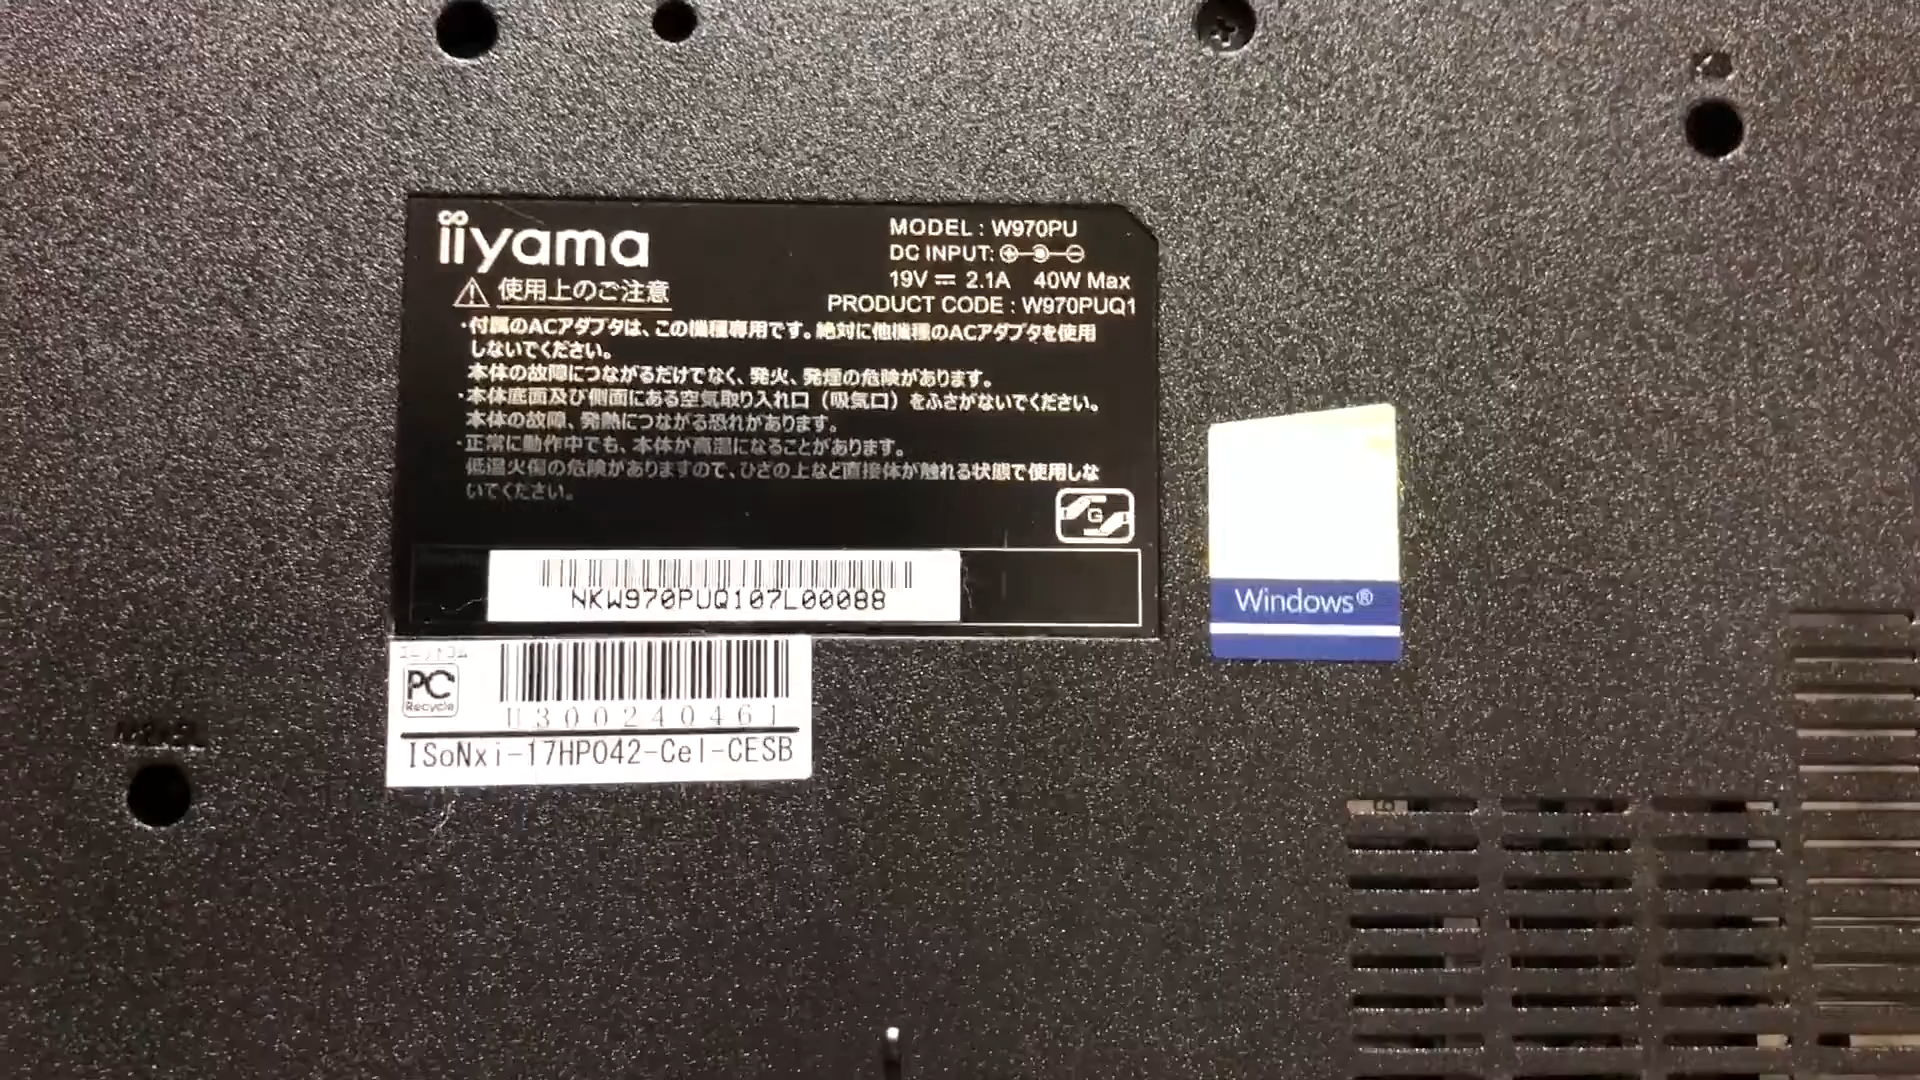 iiyama
MODEL : W970PU
DC INPUT:
19V 2.1A 40W Max
PRODUCT CODE : W970PUQ1
使用上のご注意
・付属のACアダプタは、この機種専用です。絶対に他機種のACアダプタを使用
しないでください。
本体の故障につながるだけでなく、発火、発煙の危険があります。
・本体底面及び側面にある空気取り入れ口（吸気口）をふさがないでください。
本体の故障、発熱につながる恐れがあります。
・正常に動作中でも、本体が高温になることがあります。
低温火傷の危険がありますので、ひざの上など直接体が触れる状態で使用しな
いでください。
G
NKW970PUQ107L00088
Windows®
PC
Recycle
ISoNxi-17HP042-Cel-CESB